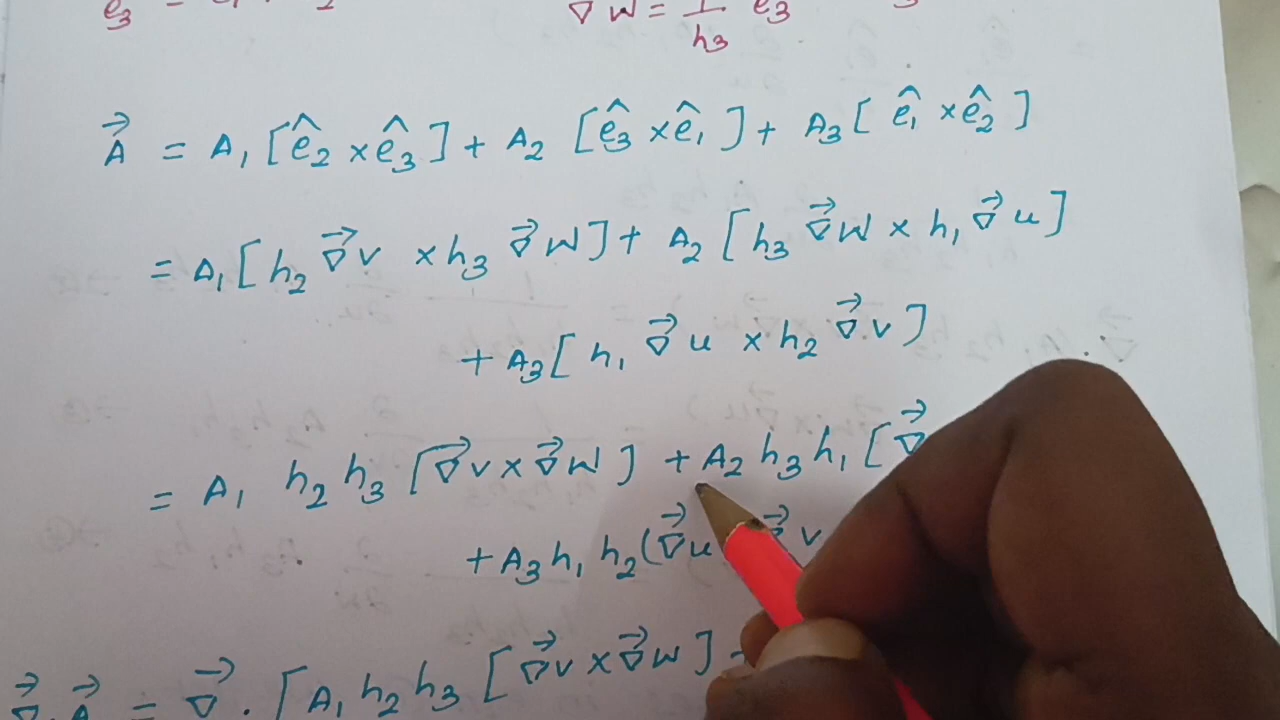 ∇ W = 1/h3 e3
A⃗ = A1 [ê2 × ê3] + A2 [ê3 × ê1] + A3 [ê1 × ê2]
= A1 [h2 ∇⃗v × h3 ∇⃗W] + A2 [h3 ∇⃗W × h1 ∇⃗u]
+ A3 [h1 ∇⃗u × h2 ∇⃗v]
= A1 h2 h3 [∇⃗v × ∇⃗W] + A2 h3 h1 [∇⃗
+ A3 h1 h2 (∇⃗u ∇⃗ v
∇⃗ . A⃗ = ∇⃗ . [A1 h2 h3 [∇⃗v × ∇⃗W]